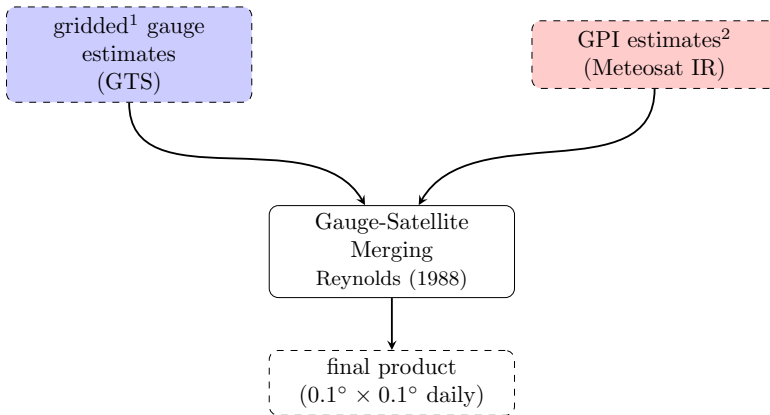 gridded¹ gauge
estimates
(GTS)
GPI estimates²
(Meteosat IR)
Gauge-Satellite
Merging
Reynolds (1988)
final product
(0.1° × 0.1° daily)